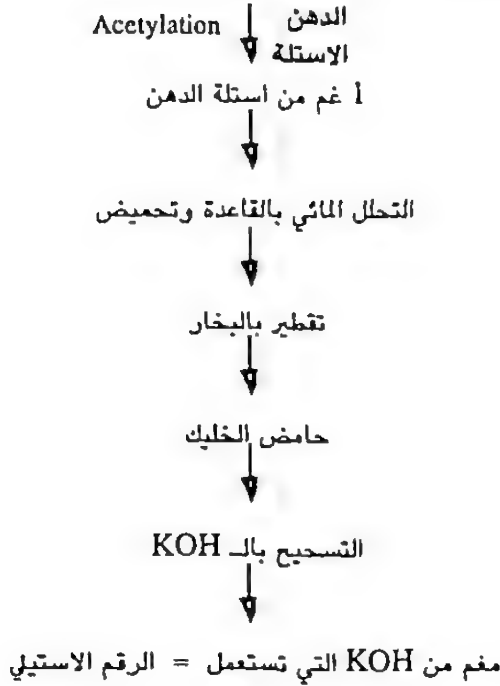 الدهن
Acetylation الاستلة
1 غم من استلة الدهن
التحلل المائي بالقاعدة وتحميض
تقطير بالبخار
حامض الخليك
التسحيح بالـ KOH
مغم من KOH التي تستعمل = الرقم الاستيلي